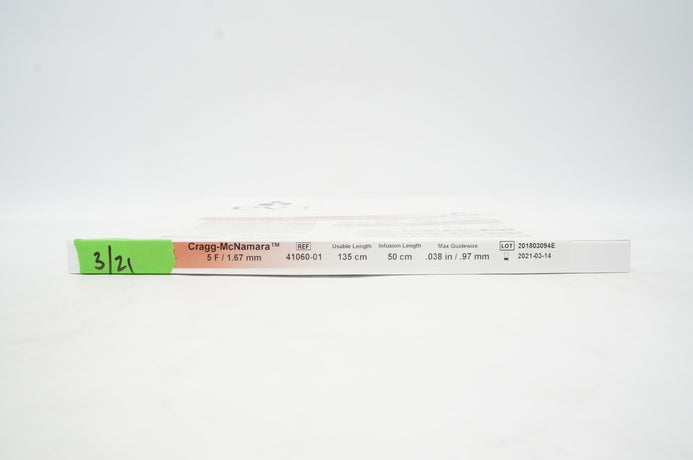 3/21
Cragg-McNamara™ REF Usable Length Infusion Length Max Guidewire LOT 201803094E
5 F / 1.67 mm 41060-01 135 cm 50 cm .038 in / .97 mm 2021-03-14